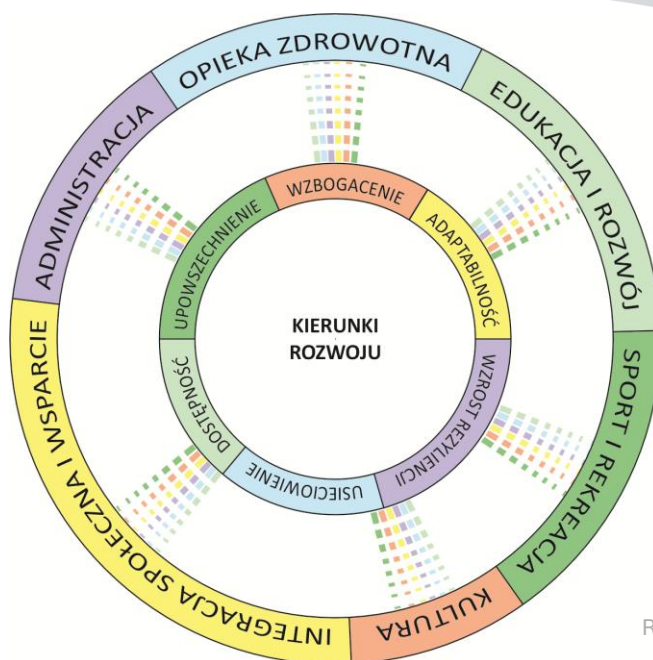 OPIEKA ZDROWOTNA
EDUKACJA I ROZWÓJ
SPORT I REKREACJA
KULTURA
INTEGRACJA SPOŁECZNA I WSPARCIE
ADMINISTRACJA
WZBOGACENIE
ADAPTABILNOŚĆ
WZROST REZYLIENCJI
USIECIOWIENIE
DOSTĘPNOŚĆ
UPOWSZECHNIENIE
KIERUNKI
ROZWOJU
R